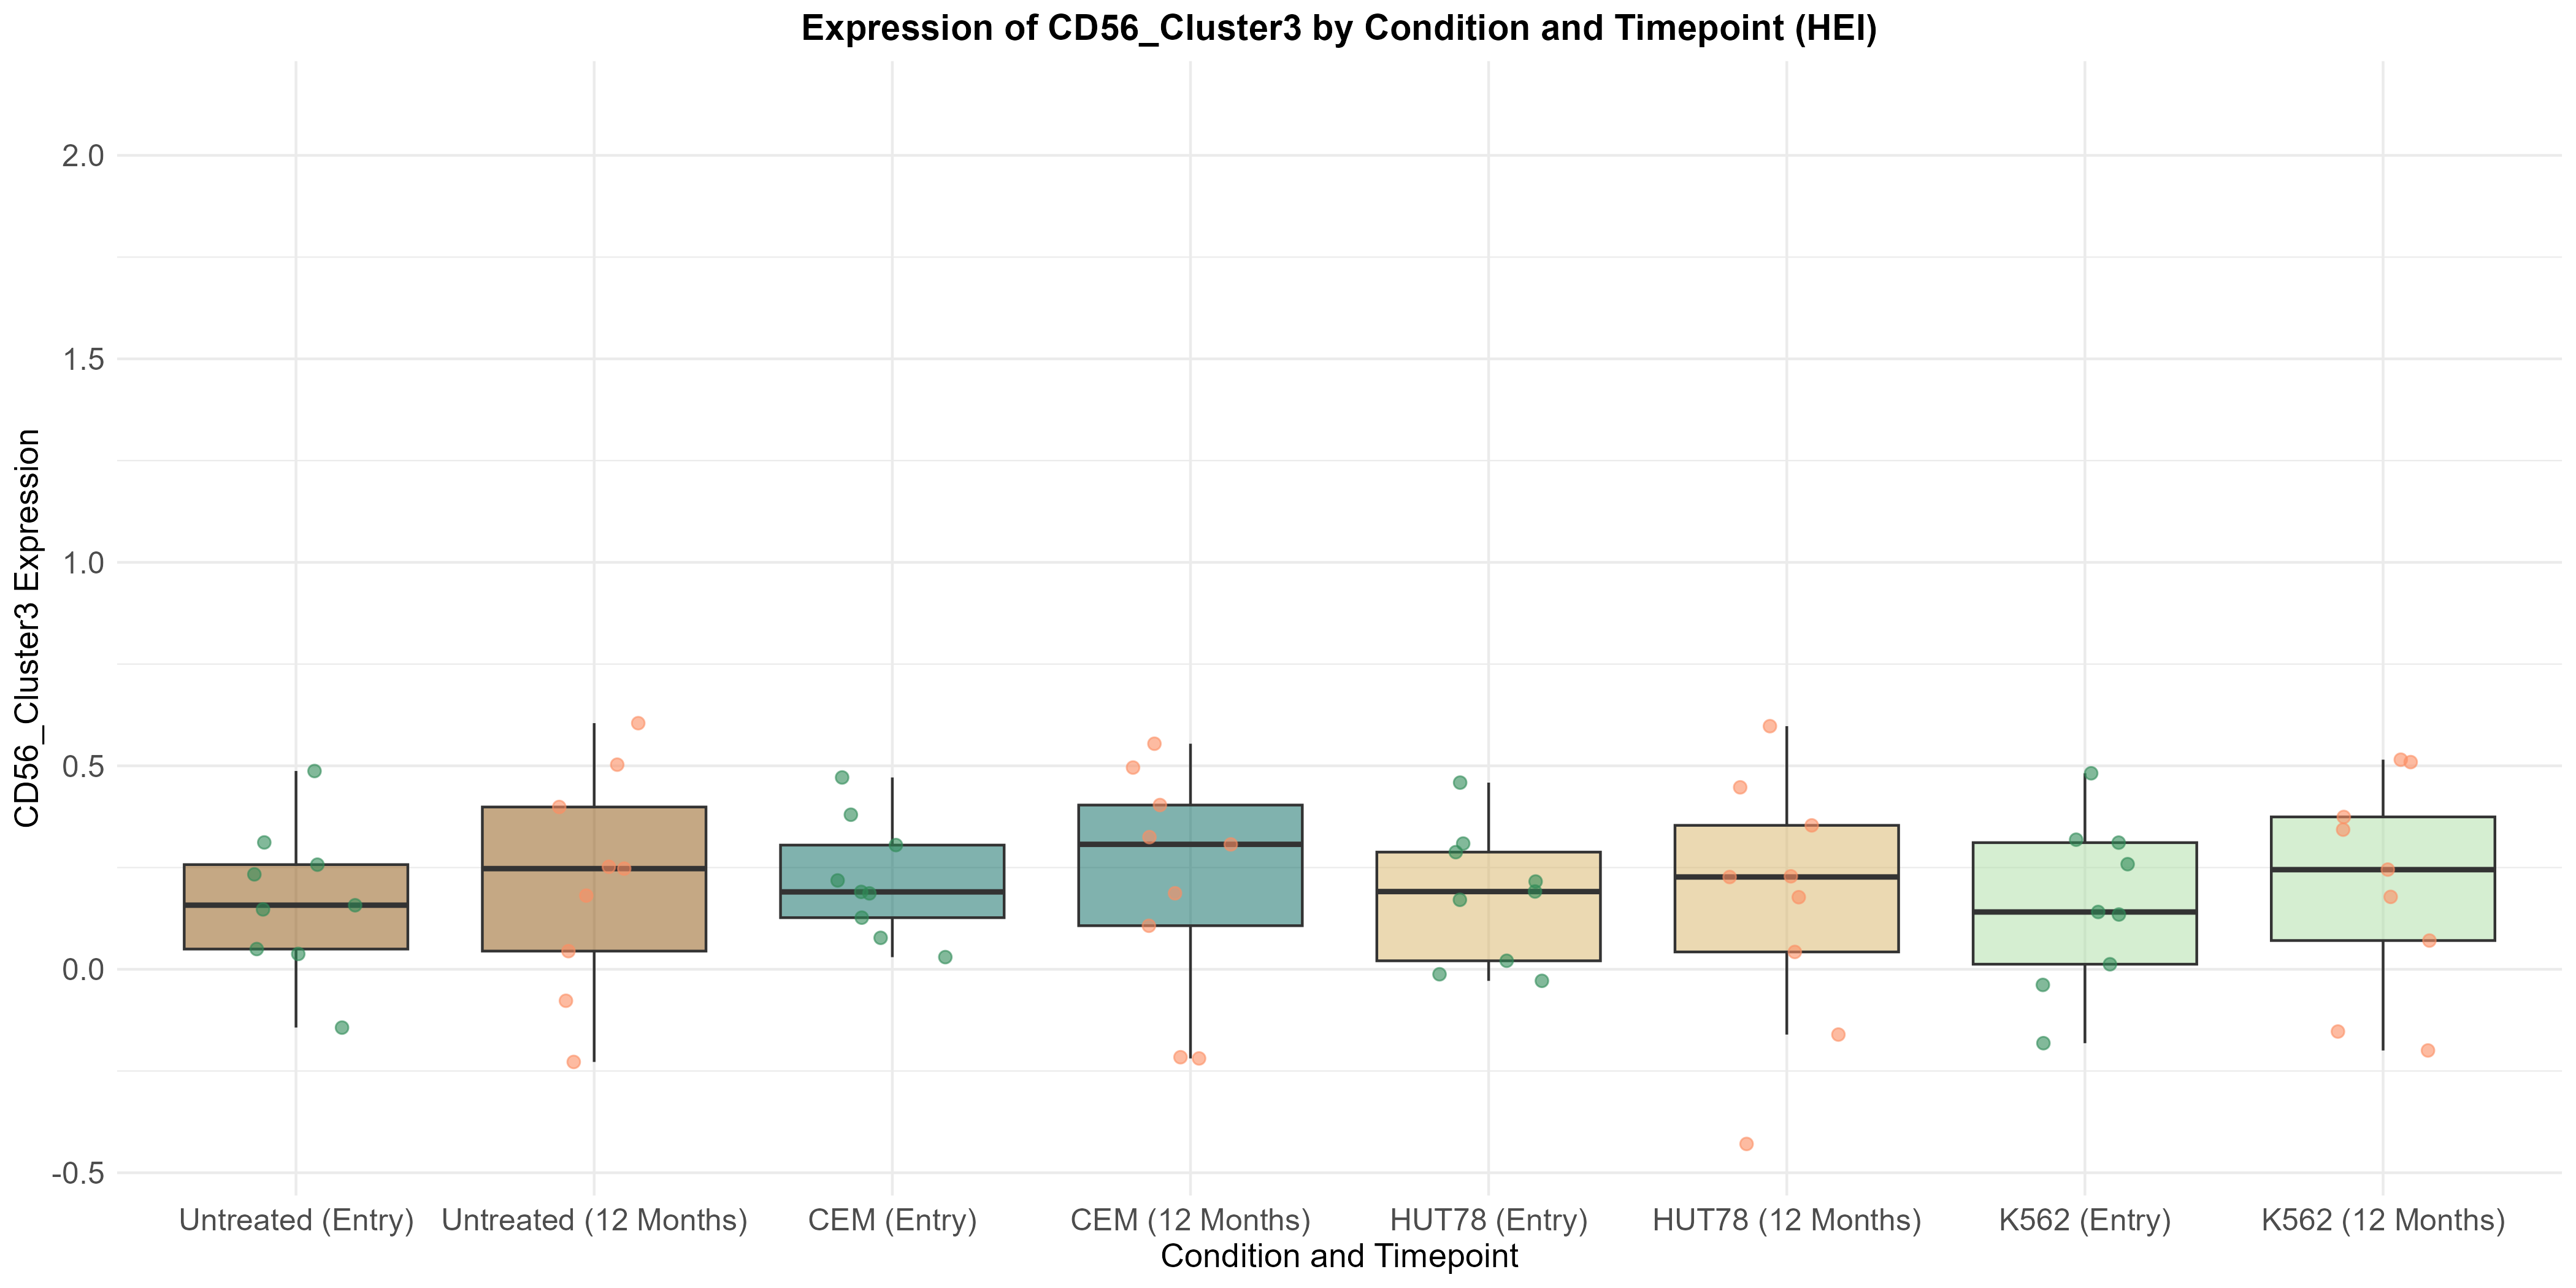 Expression of CD56_Cluster3 by Condition and Timepoint (HEI)
CD56_Cluster3 Expression
2.0
1.5
1.0
0.5
0.0
-0.5
Untreated (Entry)
Untreated (12 Months)
CEM (Entry)
CEM (12 Months)
HUT78 (Entry)
HUT78 (12 Months)
K562 (Entry)
K562 (12 Months)
Condition and Timepoint